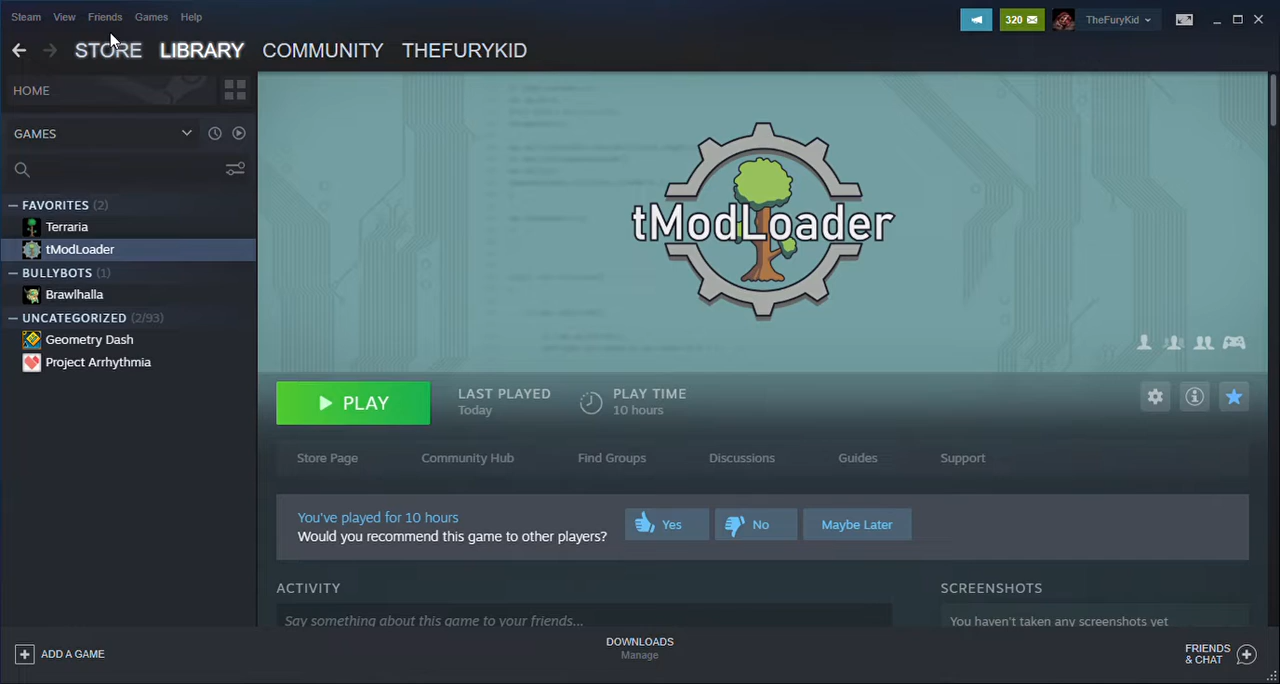 Steam View Friends Games Help
320 TheFuryKid
STORE LIBRARY COMMUNITY THEFURYKID
HOME
GAMES
FAVORITES (2)
Terraria
tModLoader
BULLYBOTS (1)
Brawlhalla
UNCATEGORIZED (2/93)
Geometry Dash
Project Arrhythmia
tModLoader
PLAY
LAST PLAYED
Today
PLAY TIME
10 hours
Store Page Community Hub Find Groups Discussions Guides Support
You've played for 10 hours
Would you recommend this game to other players?
Yes No Maybe Later
ACTIVITY
Say something about this game to your friends...
SCREENSHOTS
You haven't taken any screenshots yet
ADD A GAME
DOWNLOADS
Manage
FRIENDS
& CHAT